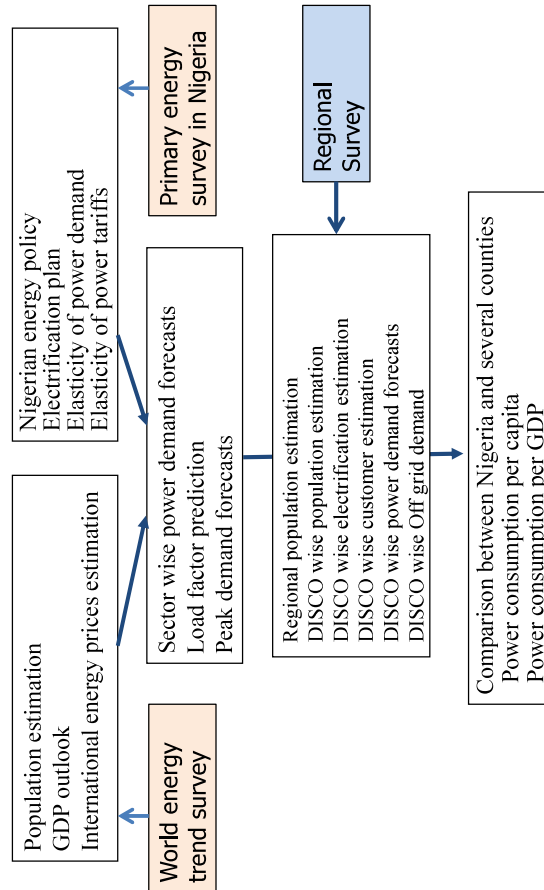 Population estimation
GDP outlook
International energy prices estimation
Nigerian energy policy
Electrification plan
Elasticity of power demand
Elasticity of power tariffs
World energy
trend survey
Primary energy
survey in Nigeria
Sector wise power demand forecasts
Load factor prediction
Peak demand forecasts
Regional population estimation
DISCO wise population estimation
DISCO wise electrification estimation
DISCO wise customer estimation
DISCO wise power demand forecasts
DISCO wise Off grid demand
Regional
Survey
Comparison between Nigeria and several counties
Power consumption per capita
Power consumption per GDP